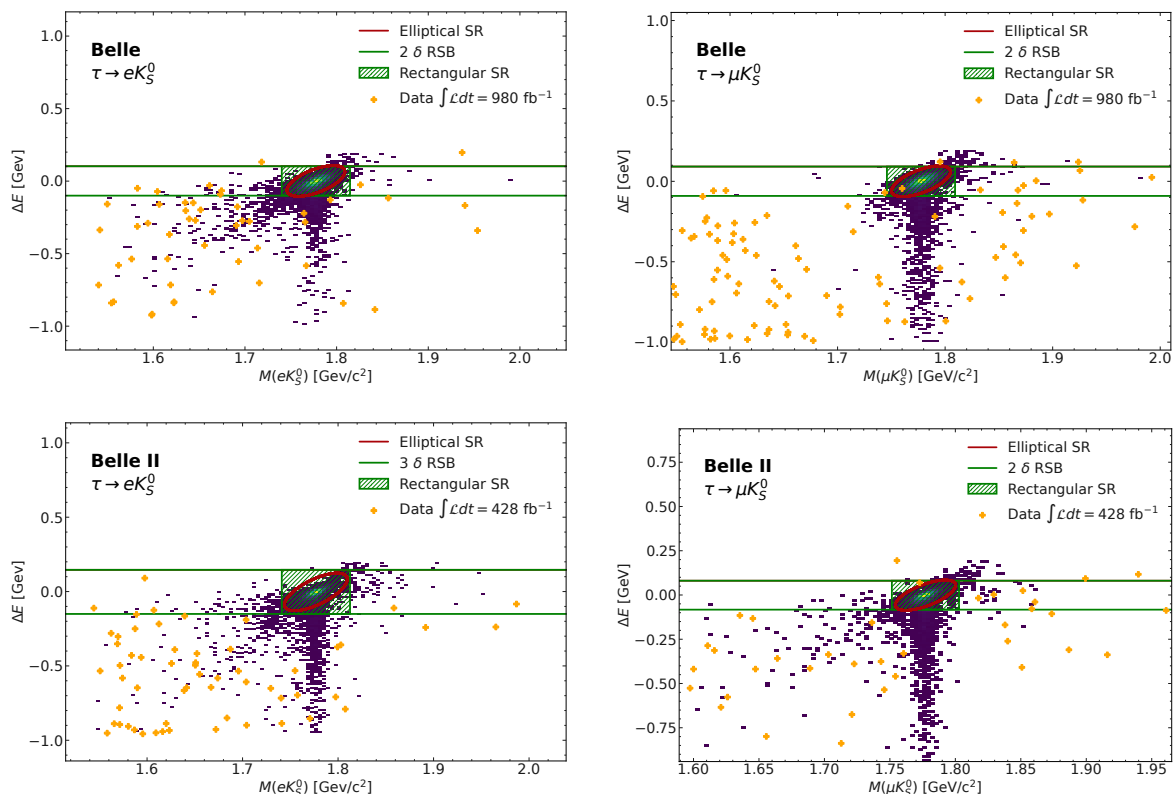 Belle
τ → eK_S^0
Elliptical SR
2 δ RSB
Rectangular SR
Data ∫ℒdt = 980 fb⁻¹
1.0
0.5
0.0
−0.5
−1.0
ΔE [Gev]
1.6 1.7 1.8 1.9 2.0
M(eK_S^0) [Gev/c²]
Belle
τ → μK_S^0
Elliptical SR
2 δ RSB
Rectangular SR
Data ∫ℒdt = 980 fb⁻¹
1.0
0.5
0.0
−0.5
−1.0
ΔE [Gev]
1.6 1.7 1.8 1.9 2.0
M(μK_S^0) [GeV/c²]
Belle II
τ → eK_S^0
Elliptical SR
3 δ RSB
Rectangular SR
Data ∫ℒdt = 428 fb⁻¹
1.0
0.5
0.0
−0.5
−1.0
ΔE [Gev]
1.6 1.7 1.8 1.9 2.0
M(eK_S^0) [GeV/c²]
Belle II
τ → μK_S^0
Elliptical SR
2 δ RSB
Rectangular SR
Data ∫ℒdt = 428 fb⁻¹
0.75
0.50
0.25
0.00
−0.25
−0.50
−0.75
ΔE [GeV]
1.60 1.65 1.70 1.75 1.80 1.85 1.90 1.95
M(μK_S^0) [GeV/c²]